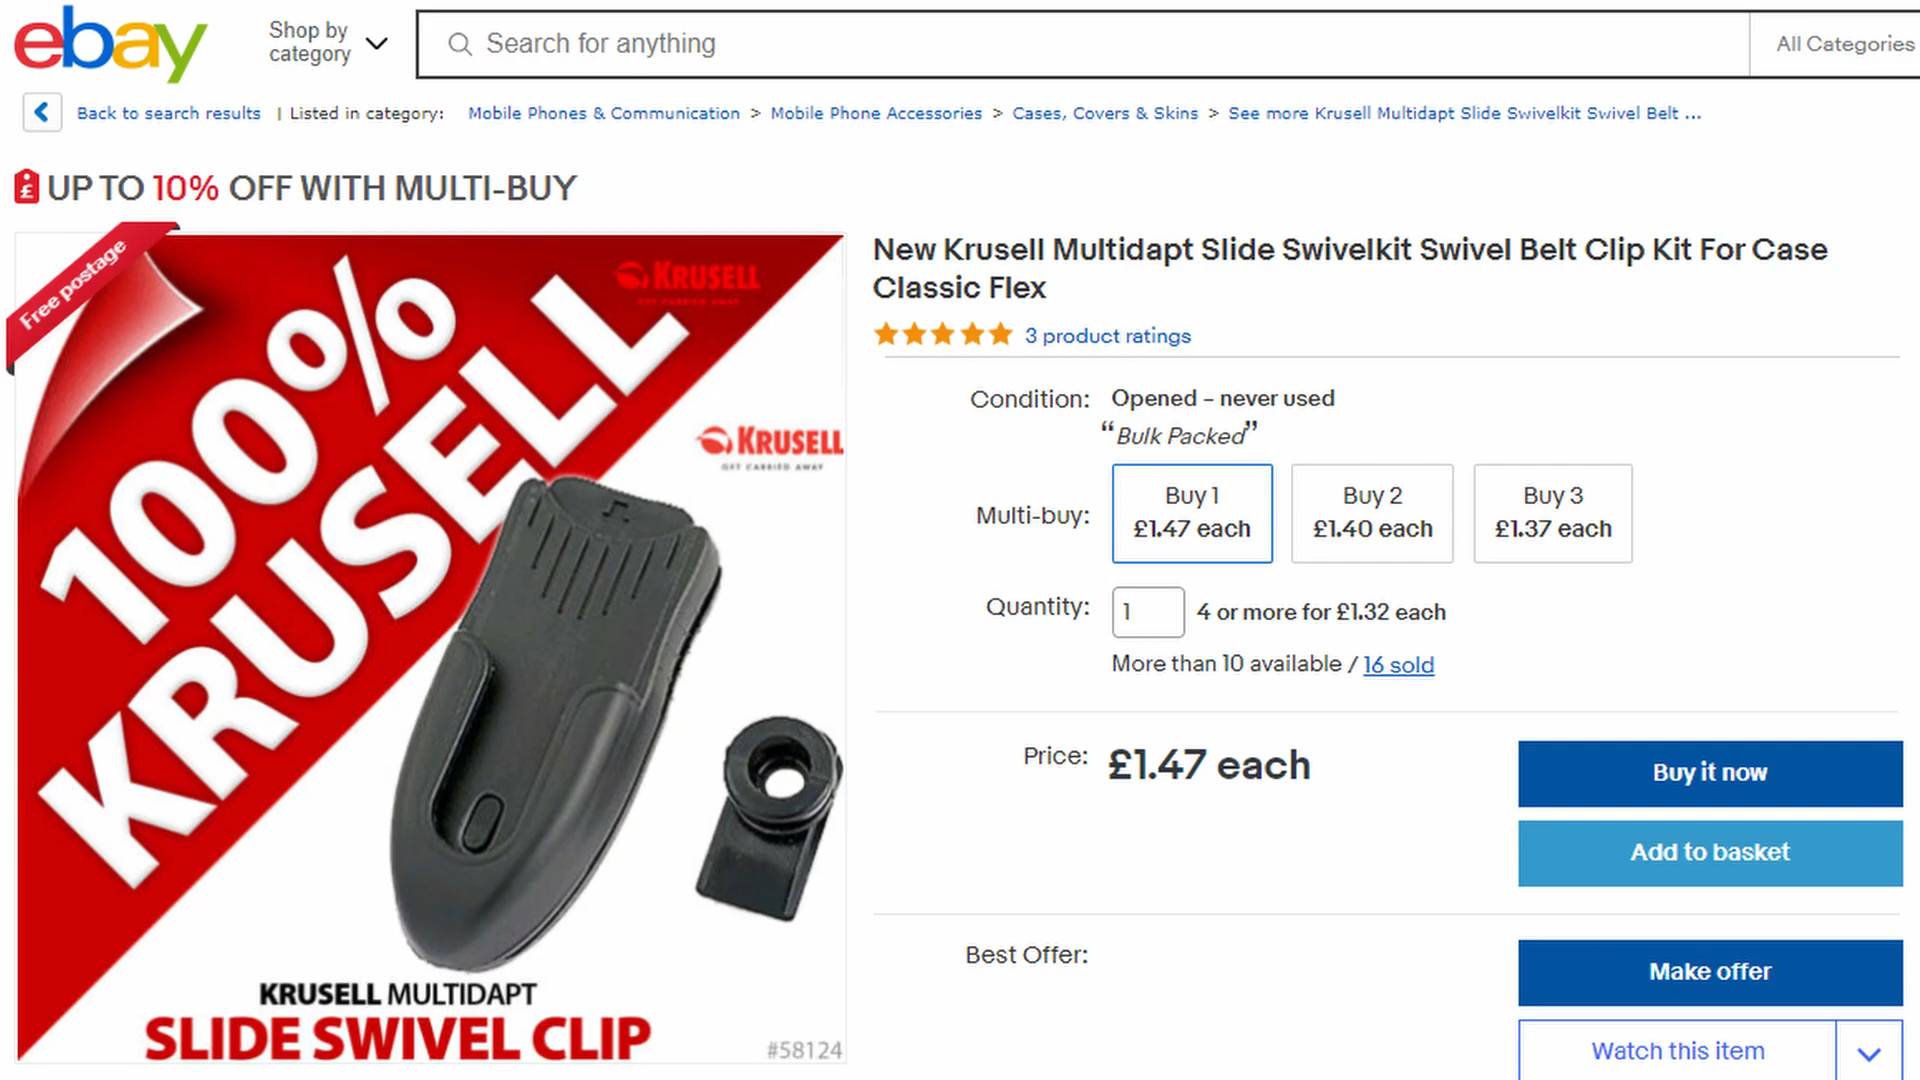 ebay
Shop by
category
Search for anything
All Categories
Back to search results | Listed in category: Mobile Phones & Communication > Mobile Phone Accessories > Cases, Covers & Skins > See more Krusell Multidapt Slide Swivelkit Swivel Belt ...
£ UP TO 10% OFF WITH MULTI-BUY
Free postage
100%
KRUSELL
KRUSELL
GET CARRIED AWAY
KRUSELL
GET CARRIED AWAY
KRUSELL MULTIDAPT
SLIDE SWIVEL CLIP
#58124
New Krusell Multidapt Slide Swivelkit Swivel Belt Clip Kit For Case
Classic Flex
3 product ratings
Condition: Opened – never used
“Bulk Packed”
Multi-buy:
Buy 1
£1.47 each
Buy 2
£1.40 each
Buy 3
£1.37 each
Quantity: 1 4 or more for £1.32 each
More than 10 available / 16 sold
Price: £1.47 each
Buy it now
Add to basket
Best Offer:
Make offer
Watch this item